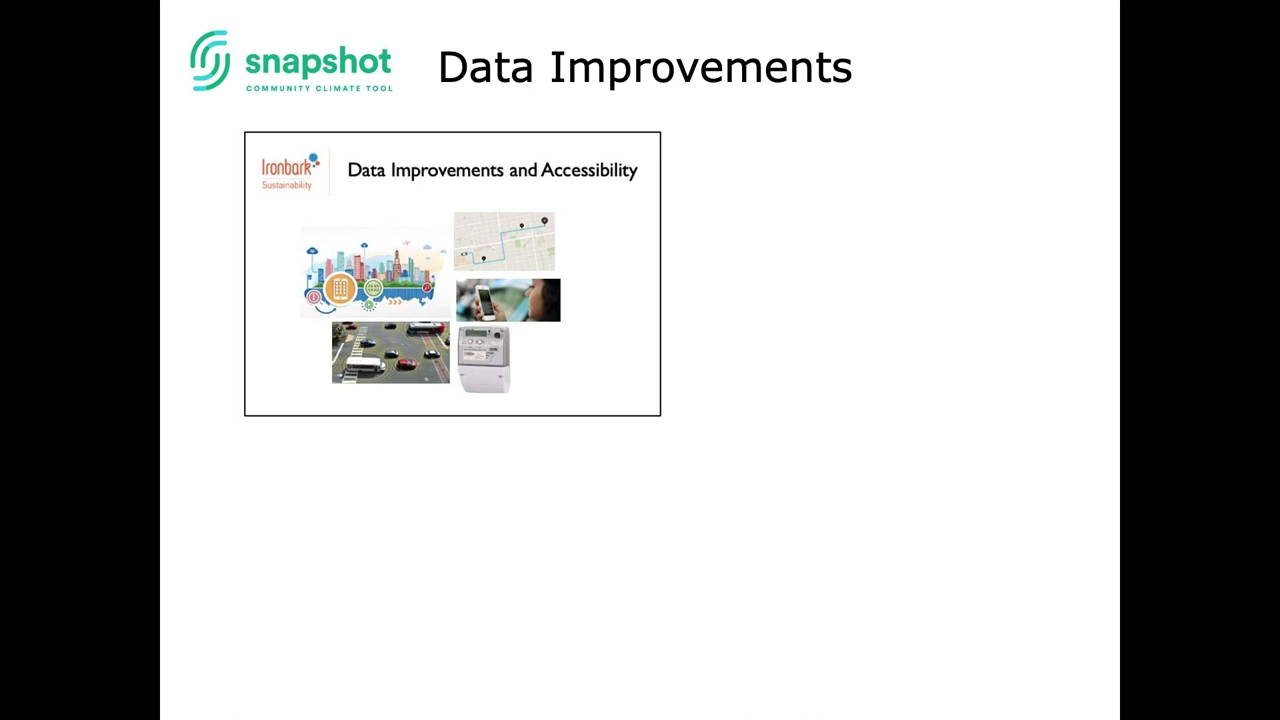 snapshot
COMMUNITY CLIMATE TOOL
Data Improvements
Ironbark
Sustainability
Data Improvements and Accessibility